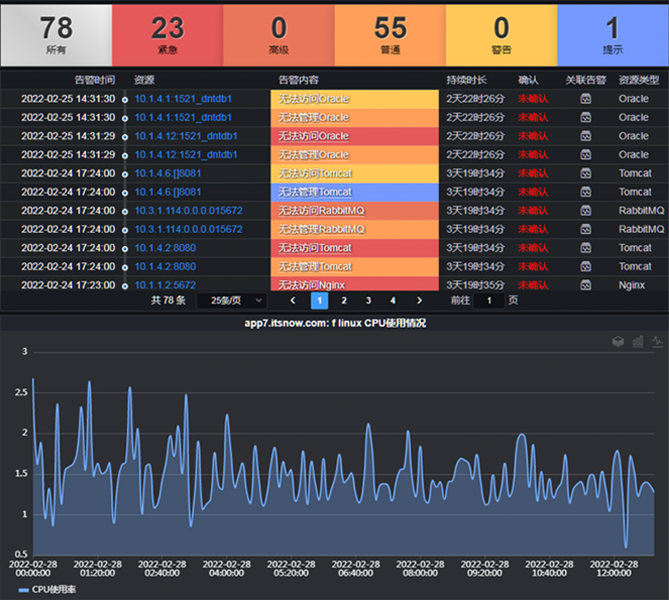 78 23 0 55 0 1
所有 紧急 高级 普通 警告 提示
告警时间 资源 告警内容 持续时长 确认 关联告警 资源类型
2022-02-25 14:31:30 10.1.4.1:1521_dntdb1 无法访问Oracle 2天22时26分 未确认 Oracle
2022-02-25 14:31:30 10.1.4.1:1521_dntdb1 无法管理Oracle 2天22时26分 未确认 Oracle
2022-02-25 14:31:29 10.1.4.12:1521_dntdb1 无法访问Oracle 2天22时26分 未确认 Oracle
2022-02-25 14:31:29 10.1.4.12:1521_dntdb1 无法管理Oracle 2天22时26分 未确认 Oracle
2022-02-24 17:24:00 10.1.4.6:[]8081 无法访问Tomcat 3天19时34分 未确认 Tomcat
2022-02-24 17:24:00 10.1.4.6:[]8081 无法管理Tomcat 3天19时34分 未确认 Tomcat
2022-02-24 17:24:00 10.3.1.114:0.0.0.015672 无法访问RabbitMQ 3天19时34分 未确认 RabbitMQ
2022-02-24 17:24:00 10.3.1.114:0.0.0.015672 无法管理RabbitMQ 3天19时34分 未确认 RabbitMQ
2022-02-24 17:24:00 10.1.4.2:8080 无法访问Tomcat 3天19时34分 未确认 Tomcat
2022-02-24 17:24:00 10.1.4.2:8080 无法管理Tomcat 3天19时34分 未确认 Tomcat
2022-02-24 17:23:00 10.1.1.2:5672 无法访问Nginx 3天19时35分 未确认 Nginx
共 78 条 25条/页 1 2 3 4 前往 1 页
app7.itsnow.com: f linux CPU使用情况
3
2.5
2
1.5
1
0.5
2022-02-28 2022-02-28 2022-02-28 2022-02-28 2022-02-28 2022-02-28 2022-02-28 2022-02-28 2022-02-28 2022-02-28
00:00:00 01:20:00 02:40:00 04:00:00 05:20:00 06:40:00 08:00:00 09:20:00 10:40:00 12:00:00
CPU使用率